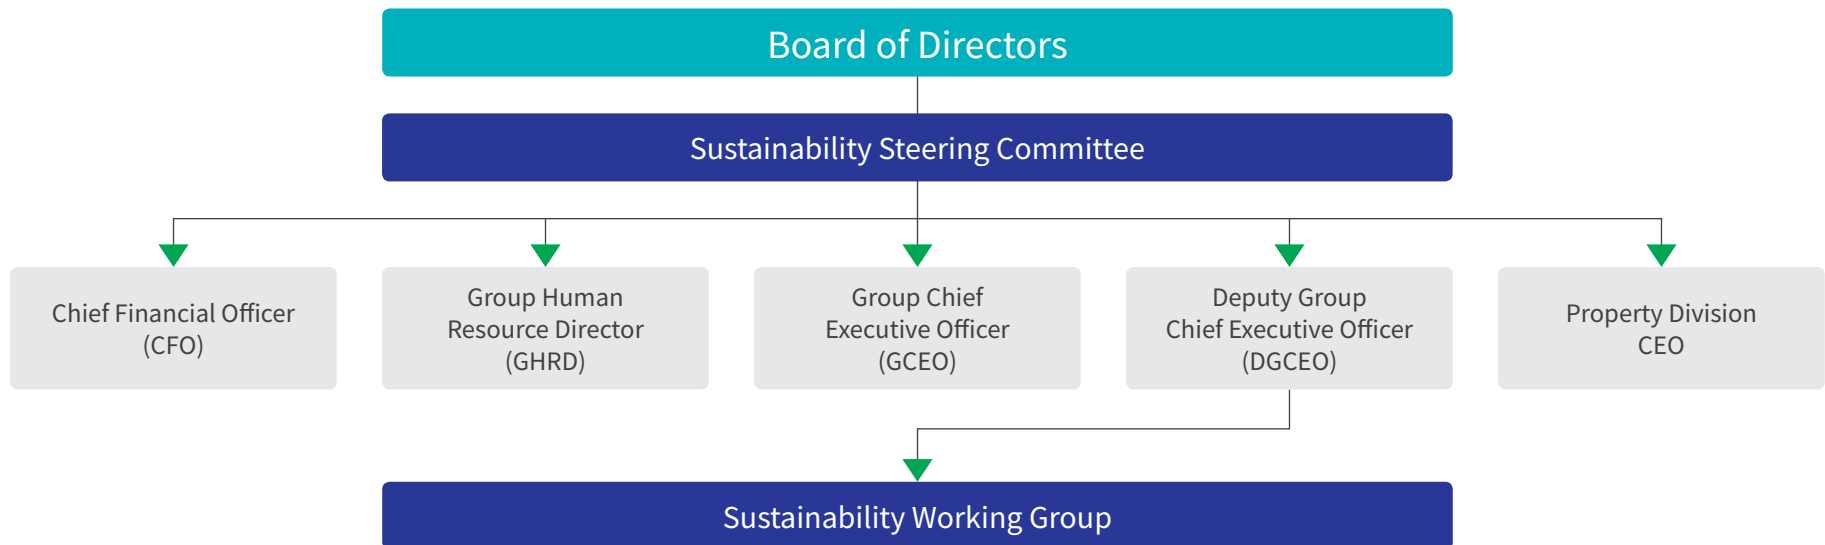 Board of Directors
Sustainability Steering Committee
Chief Financial Officer
(CFO)
Group Human
Resource Director
(GHRD)
Group Chief
Executive Officer
(GCEO)
Deputy Group
Chief Executive Officer
(DGCEO)
Property Division
CEO
Sustainability Working Group